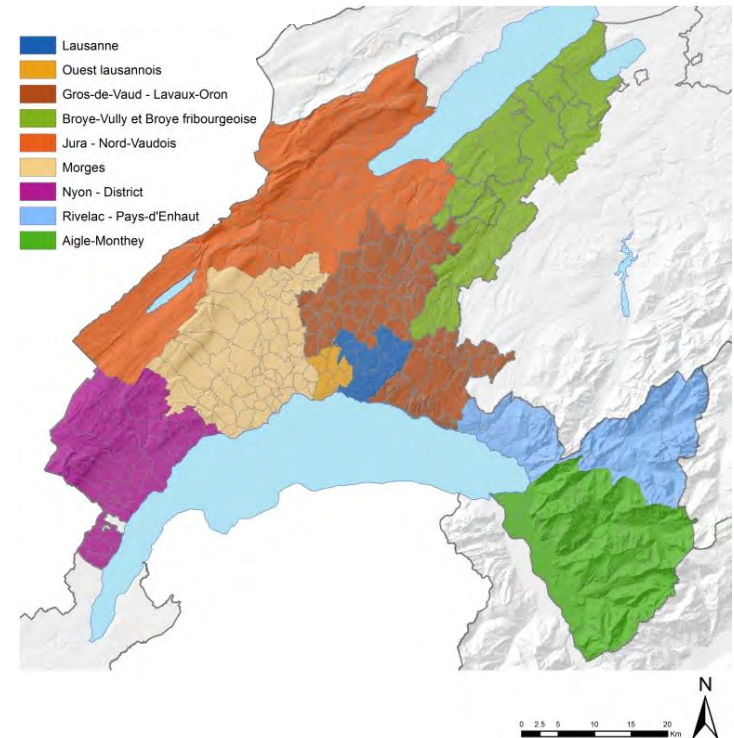 Lausanne
Ouest lausannois
Gros-de-Vaud - Lavaux-Oron
Broye-Vully et Broye fribourgeoise
Jura - Nord-Vaudois
Morges
Nyon - District
Rivelac - Pays-d'Enhaut
Aigle-Monthey
N
0 2.5 5 10 15 20
Km